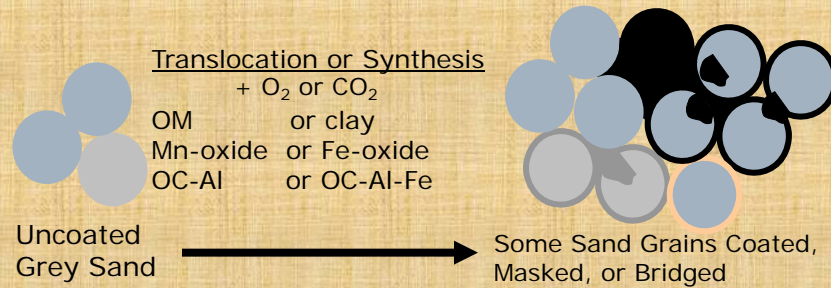 Translocation or Synthesis
+ O₂ or CO₂
OM or clay
Mn-oxide or Fe-oxide
OC-Al or OC-Al-Fe
Uncoated
Grey Sand
Some Sand Grains Coated,
Masked, or Bridged